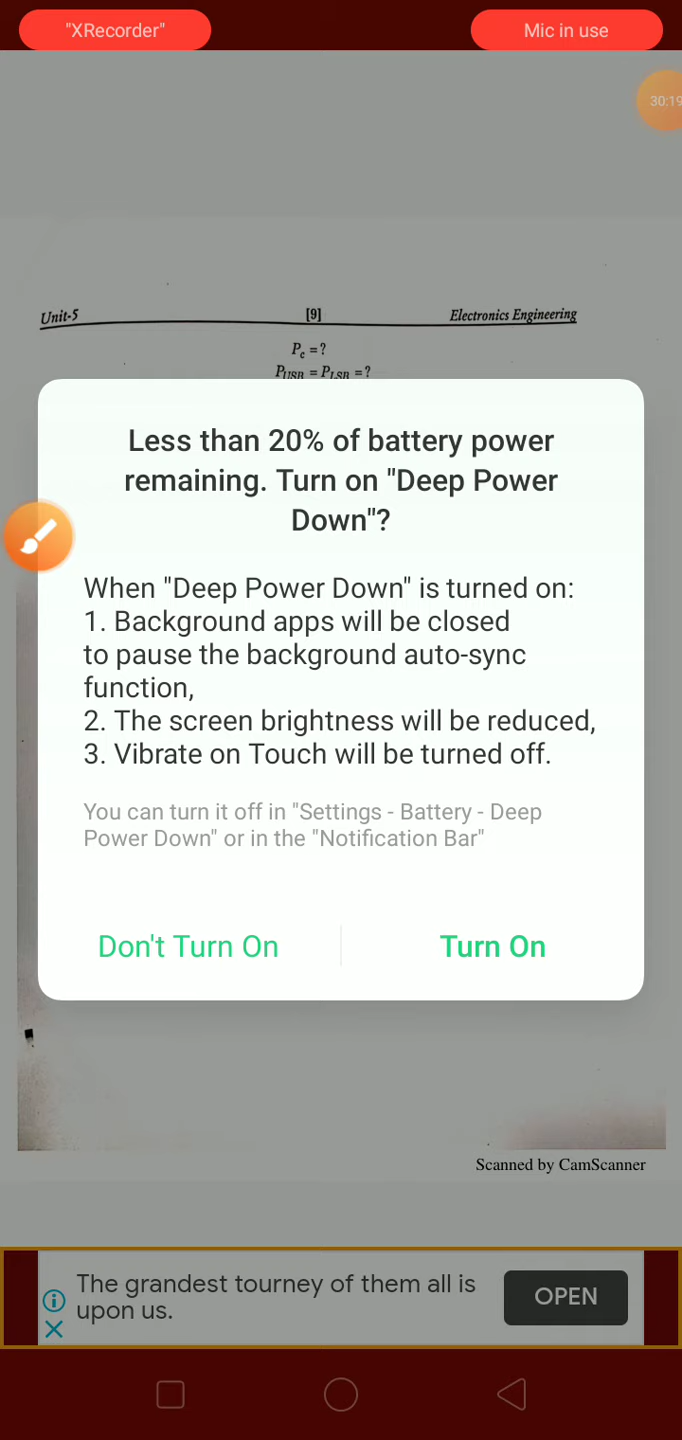 "XRecorder"
Mic in use
30:19
Unit-5 [9] Electronics Engineering
Pc = ?
PUSB = PLSB = ?
Less than 20% of battery power
remaining. Turn on "Deep Power
Down"?
When "Deep Power Down" is turned on:
1. Background apps will be closed
to pause the background auto-sync
function,
2. The screen brightness will be reduced,
3. Vibrate on Touch will be turned off.
You can turn it off in "Settings - Battery - Deep
Power Down" or in the "Notification Bar"
Don't Turn On
Turn On
Scanned by CamScanner
The grandest tourney of them all is
upon us.
OPEN